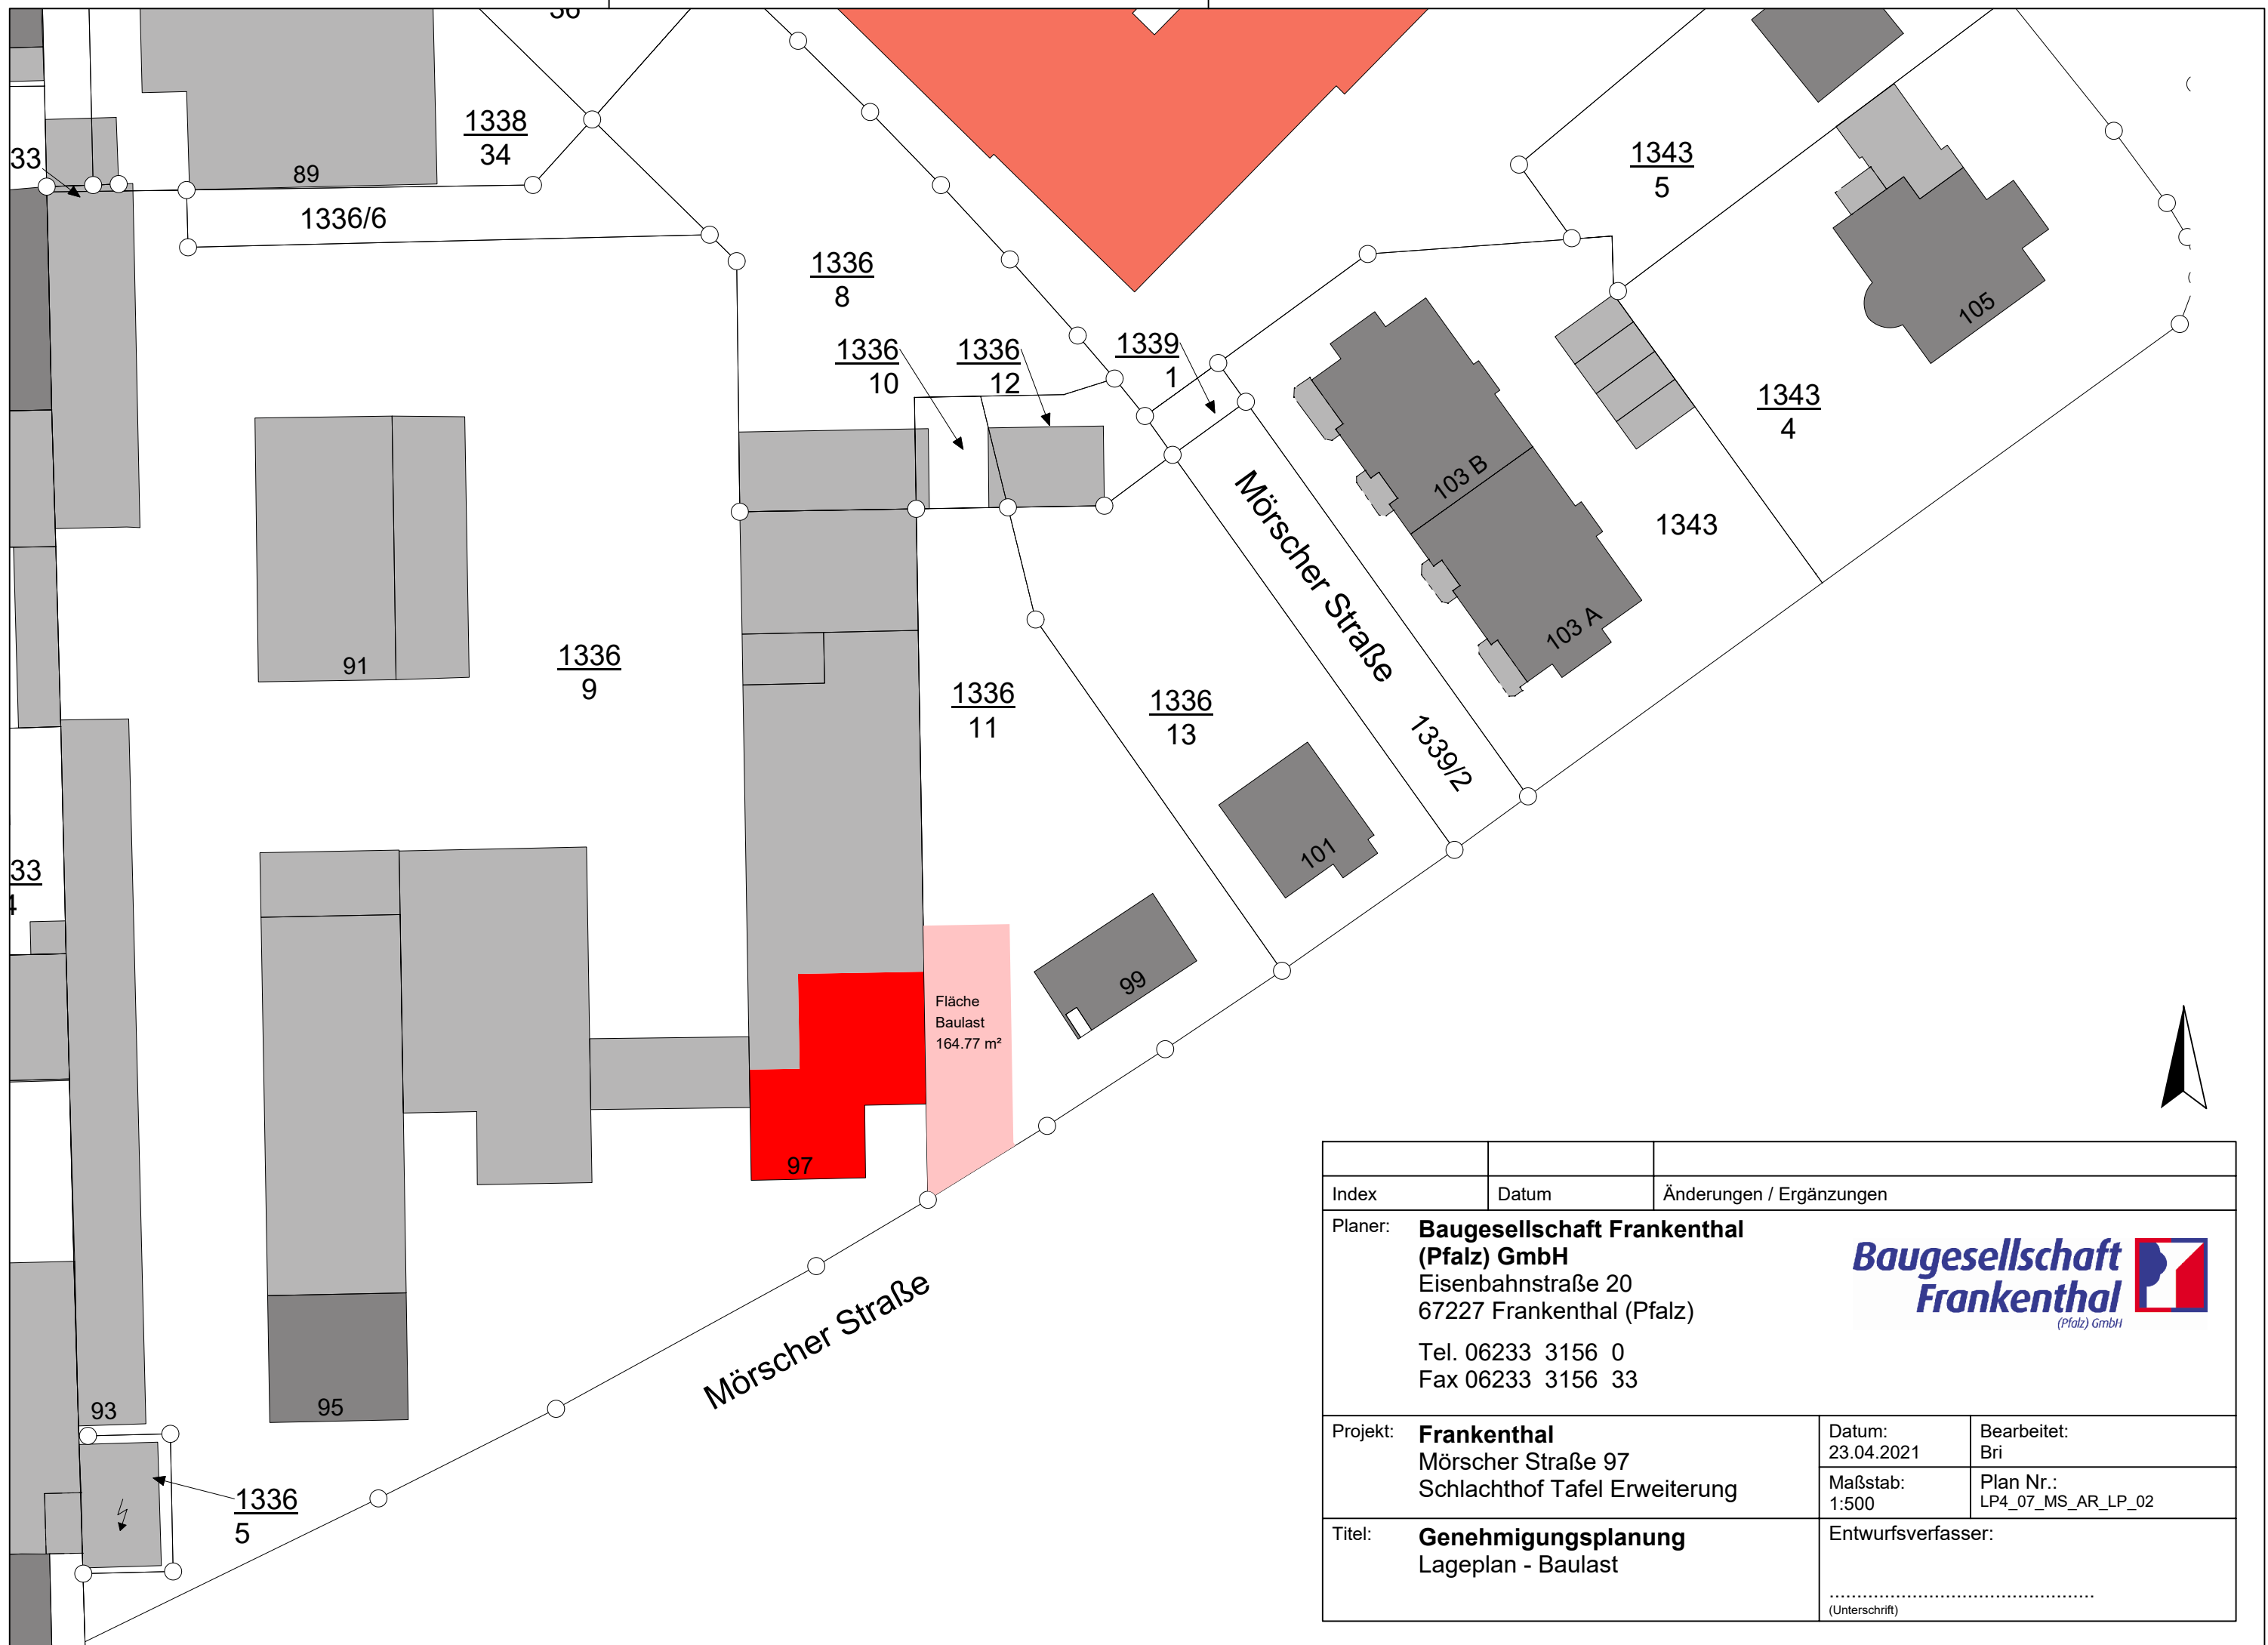 1338
34
33
89
1336/6
1343
5
1336
8
105
1336
10
1336
12
1339
1
1343
4
103 B
Mörscher Straße
1343
103 A
91
1336
9
1336
11
1336
13
1339/2
101
33
4
99
Fläche
Baulast
164.77 m²
97
Mörscher Straße
93
95
1336
5
Index
Datum
Änderungen / Ergänzungen
Planer:
Baugesellschaft Frankenthal
(Pfalz) GmbH
Eisenbahnstraße 20
67227 Frankenthal (Pfalz)
Tel. 06233 3156 0
Fax 06233 3156 33
Baugesellschaft
Frankenthal
(Pfalz) GmbH
Projekt:
Frankenthal
Mörscher Straße 97
Schlachthof Tafel Erweiterung
Datum:
23.04.2021
Bearbeitet:
Bri
Maßstab:
1:500
Plan Nr.:
LP4_07_MS_AR_LP_02
Titel:
Genehmigungsplanung
Lageplan - Baulast
Entwurfsverfasser:
(Unterschrift)